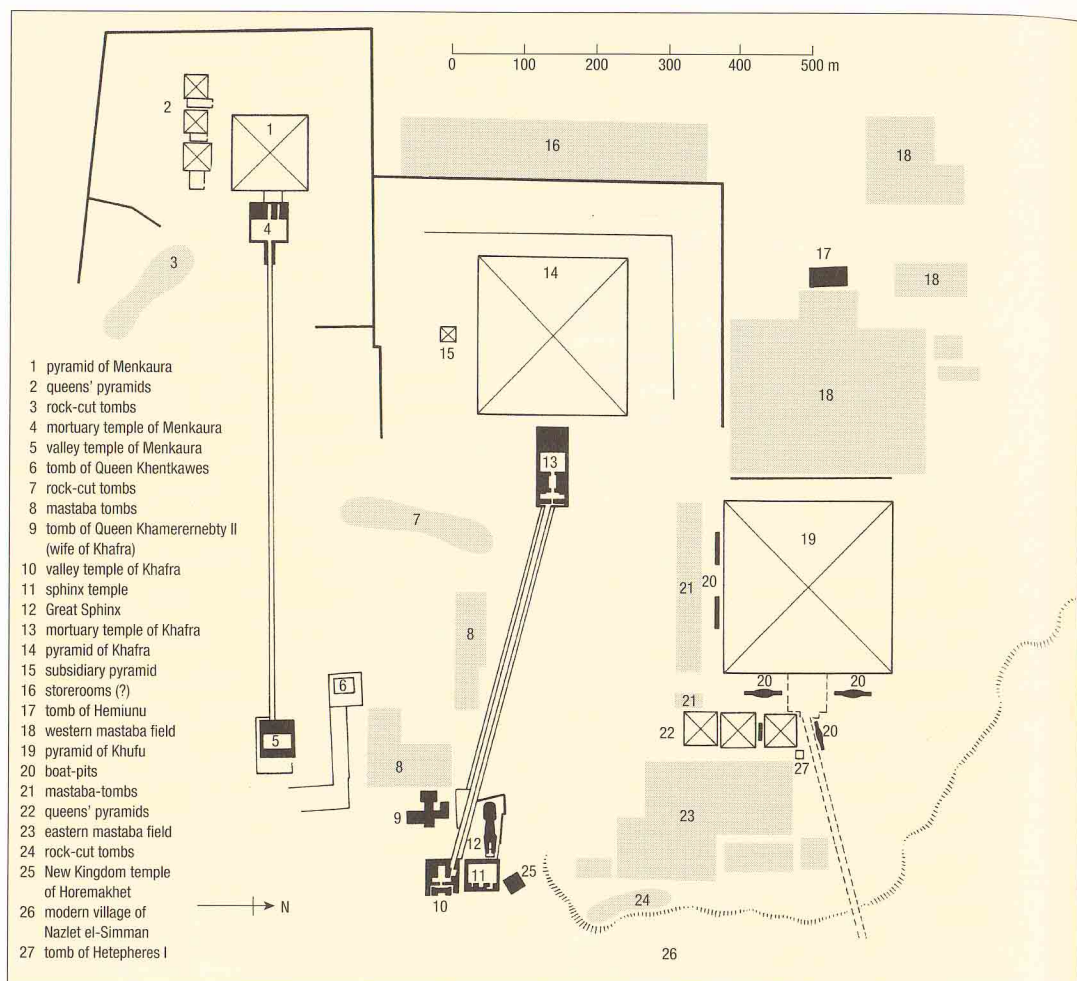 0 100 200 300 400 500 m
2
1
16
18
4
17
3
14
18
15
18
13
7
19
21
20
8
20
20
6
21
22
20
5
27
8
23
9
12
11
25
10
24
26
1 pyramid of Menkaura
2 queens' pyramids
3 rock-cut tombs
4 mortuary temple of Menkaura
5 valley temple of Menkaura
6 tomb of Queen Khentkawes
7 rock-cut tombs
8 mastaba tombs
9 tomb of Queen Khamerernebty II
(wife of Khafra)
10 valley temple of Khafra
11 sphinx temple
12 Great Sphinx
13 mortuary temple of Khafra
14 pyramid of Khafra
15 subsidiary pyramid
16 storerooms (?)
17 tomb of Hemiunu
18 western mastaba field
19 pyramid of Khufu
20 boat-pits
21 mastaba-tombs
22 queens' pyramids
23 eastern mastaba field
24 rock-cut tombs
25 New Kingdom temple
of Horemakhet
26 modern village of
Nazlet el-Simman
27 tomb of Hetepheres I
N